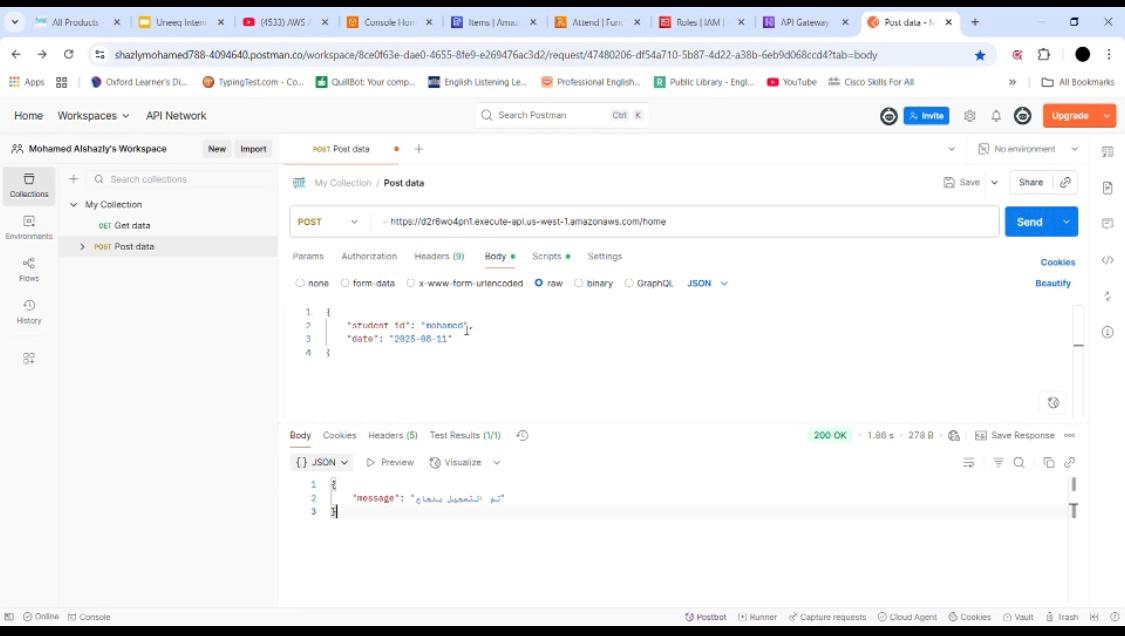 All Products -
Uneeq Intern
(4533) AWS
Console Hom
Items | Amaz
Attend | Func
Roles | IAM |
API Gateway
Post data - M
shazlymohamed788-4094640.postman.co/workspace/8ce0f63e-dae0-4655-8fe9-e269476ac3d2/request/47480206-df54a710-5b87-4d22-a38b-6eb9d068ccd4?tab=body
Apps
Oxford Learner's Di...
TypingTest.com - Co...
QuillBot: Your comp...
English Listening Le...
Professional English...
Public Library - Engl...
YouTube
Cisco Skills For All
»
All Bookmarks
Home Workspaces API Network
Search Postman Ctrl K
Invite
Upgrade
Mohamed Alshazly's Workspace New Import
POST Post data
No environment
Collections
Search collections
My Collection / Post data
Save Share
My Collection
GET Get data
POST Post data
Environments
Flows
History
POST https://d2r6wo4pn1.execute-api.us-west-1.amazonaws.com/home Send
Params Authorization Headers (9) Body Scripts Settings Cookies
none form-data x-www-form-urlencoded raw binary GraphQL JSON Beautify
1 {
2 "student id": "mohamed",
3 "date": "2025-08-11"
4 }
Body Cookies Headers (5) Test Results (1/1) 200 OK 1.86 s 278 B Save Response
{} JSON Preview Visualize
1 {
2 "message": "تم التسجيل بنجاح"
3 }
Online Console Postbot Runner Capture requests Cloud Agent Cookies Vault Trash